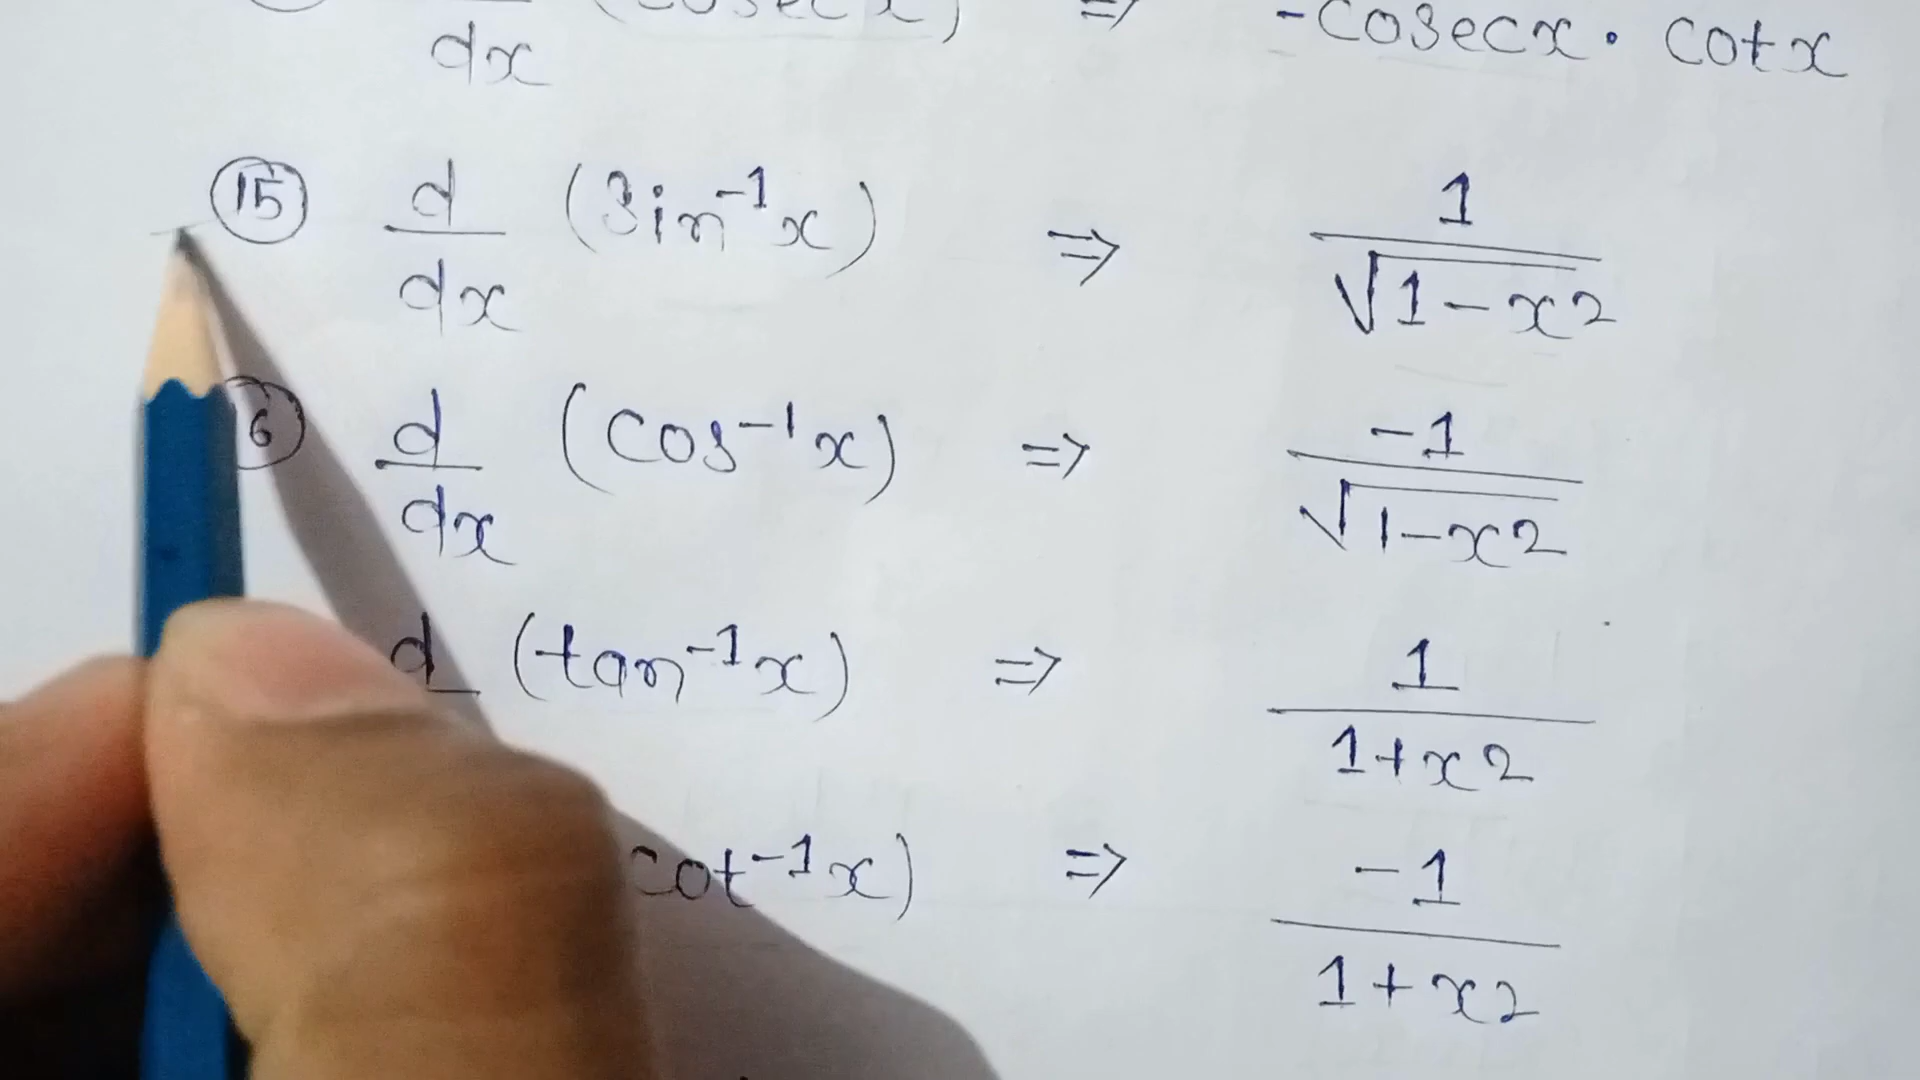 d/dx (cosec x) ⇒ -cosecx · cotx
(15) d/dx (sin⁻¹x) ⇒ 1/√1-x2
6 d/dx (cos⁻¹x) ⇒ -1/√1-x2
d (tan⁻¹x) ⇒ 1/1+x2
cot⁻¹x) ⇒ -1/1+x2